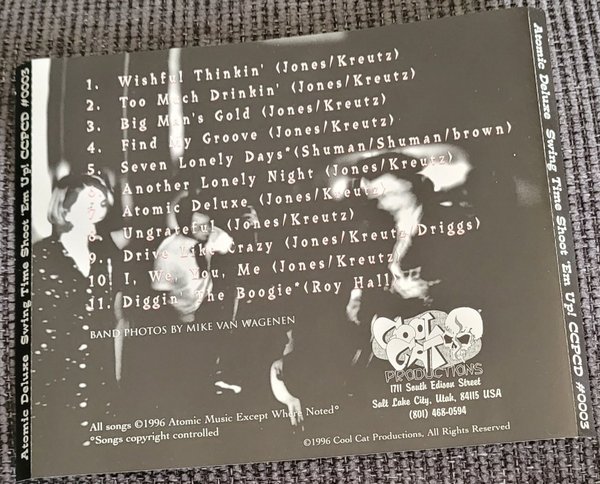 Atomic Deluxe Swing Time Shoot 'Em Up! CCPCD #0003
1. Wishful Thinkin' (Jones/Kreutz)
2. Too Much Drinkin' (Jones/Kreutz)
3. Big Man's Gold (Jones/Kreutz)
4. Find My Groove (Jones/Kreutz)
5. Seven Lonely Days°(Shuman/Shuman/brown)
6. Another Lonely Night (Jones/Kreutz)
7. Atomic Deluxe (Jones/Kreutz)
8. Ungrateful (Jones/Kreutz)
9. Drive Like Crazy (Jones/Kreutz/Driggs)
10. I, We, You, Me (Jones/Kreutz)
11. Diggin' The Boogie°(Roy Hall)
BAND PHOTOS BY MIKE VAN WAGENEN
COOL CAT
PRODUCTIONS
1711 South Edison Street
Salt Lake City, Utah, 84115 USA
(801) 468-0594
All songs ©1996 Atomic Music Except Where Noted°
°Songs copyright controlled
©1996 Cool Cat Productions, All Rights Reserved
Atomic Deluxe Swing Time Shoot 'Em Up! CCPCD #0003